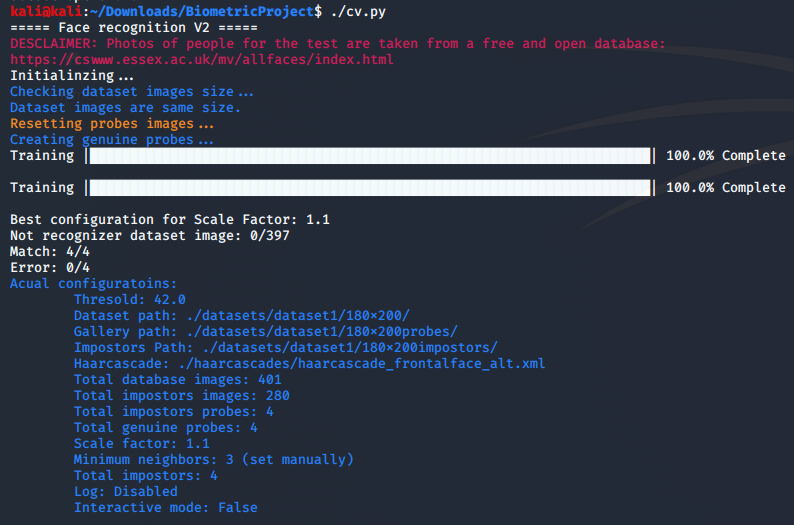 kali@kali:~/Downloads/BiometricProject$ ./cv.py
===== Face recognition V2 =====
DESCLAIMER: Photos of people for the test are taken from a free and open database:
https://cswww.essex.ac.uk/mv/allfaces/index.html
Initialinzing...
Checking dataset images size...
Dataset images are same size.
Resetting probes images...
Creating genuine probes...
Training |██████████████████████████████████████████████████| 100.0% Complete
Training |██████████████████████████████████████████████████| 100.0% Complete
Best configuration for Scale Factor: 1.1
Not recognizer dataset image: 0/397
Match: 4/4
Error: 0/4
Acual configuratoins:
Thresold: 42.0
Dataset path: ./datasets/dataset1/180×200/
Gallery path: ./datasets/dataset1/180×200probes/
Impostors Path: ./datasets/dataset1/180×200impostors/
Haarcascade: ./haarcascades/haarcascade_frontalface_alt.xml
Total database images: 401
Total impostors images: 280
Total impostors probes: 4
Total genuine probes: 4
Scale factor: 1.1
Minimum neighbors: 3 (set manually)
Total impostors: 4
Log: Disabled
Interactive mode: False